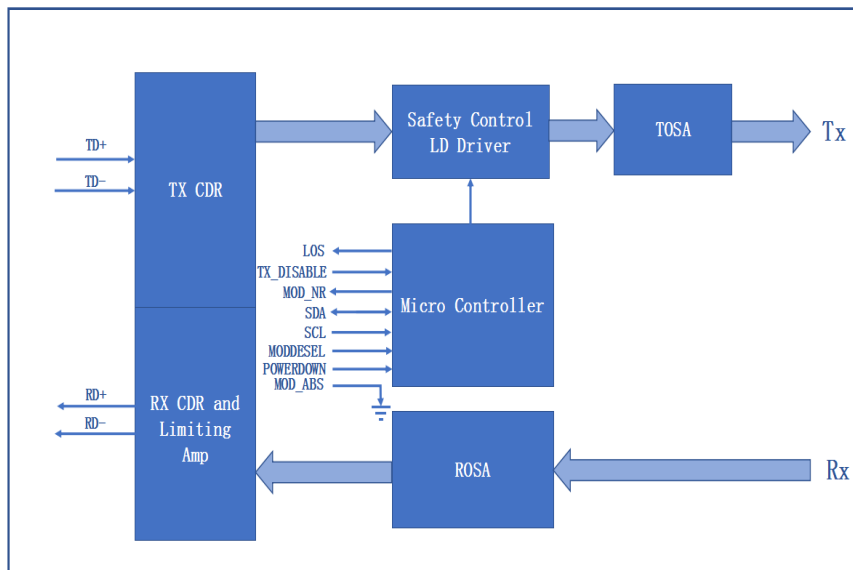 TD+
TD-
TX CDR
Safety Control
LD Driver
TOSA
Tx
LOS
TX_DISABLE
MOD_NR
SDA
SCL
MODDESEL
POWERDOWN
MOD_ABS
Micro Controller
RD+
RD-
RX CDR and
Limiting
Amp
ROSA
Rx